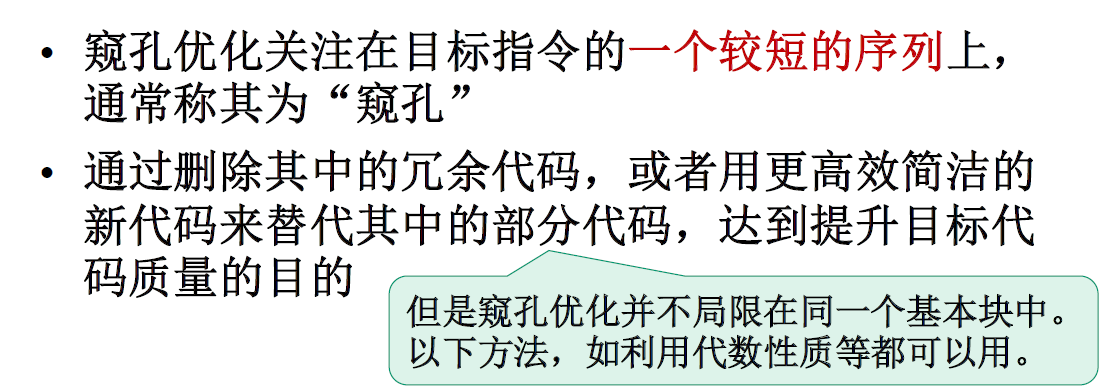 • 窥孔优化关注在目标指令的一个较短的序列上，
通常称其为“窥孔”
• 通过删除其中的冗余代码，或者用更高效简洁的
新代码来替代其中的部分代码，达到提升目标代
码质量的目的
但是窥孔优化并不局限在同一个基本块中。
以下方法，如利用代数性质等都可以用。